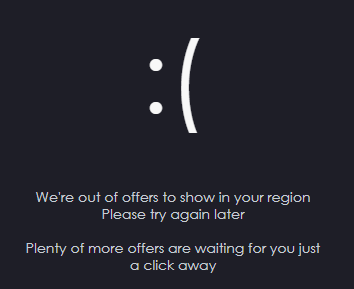 :(
We're out of offers to show in your region
Please try again later
Plenty of more offers are waiting for you just
a click away